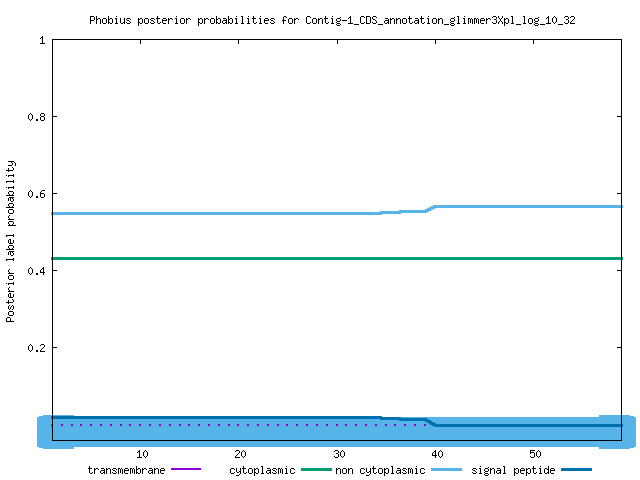 Phobius posterior probabilities for Contig-1_CDS_annotation_glimmer3Xpl_log_10_32
1
0.8
0.6
0.4
0.2
Posterior label probability
10 20 30 40 50
transmembrane cytoplasmic non cytoplasmic signal peptide